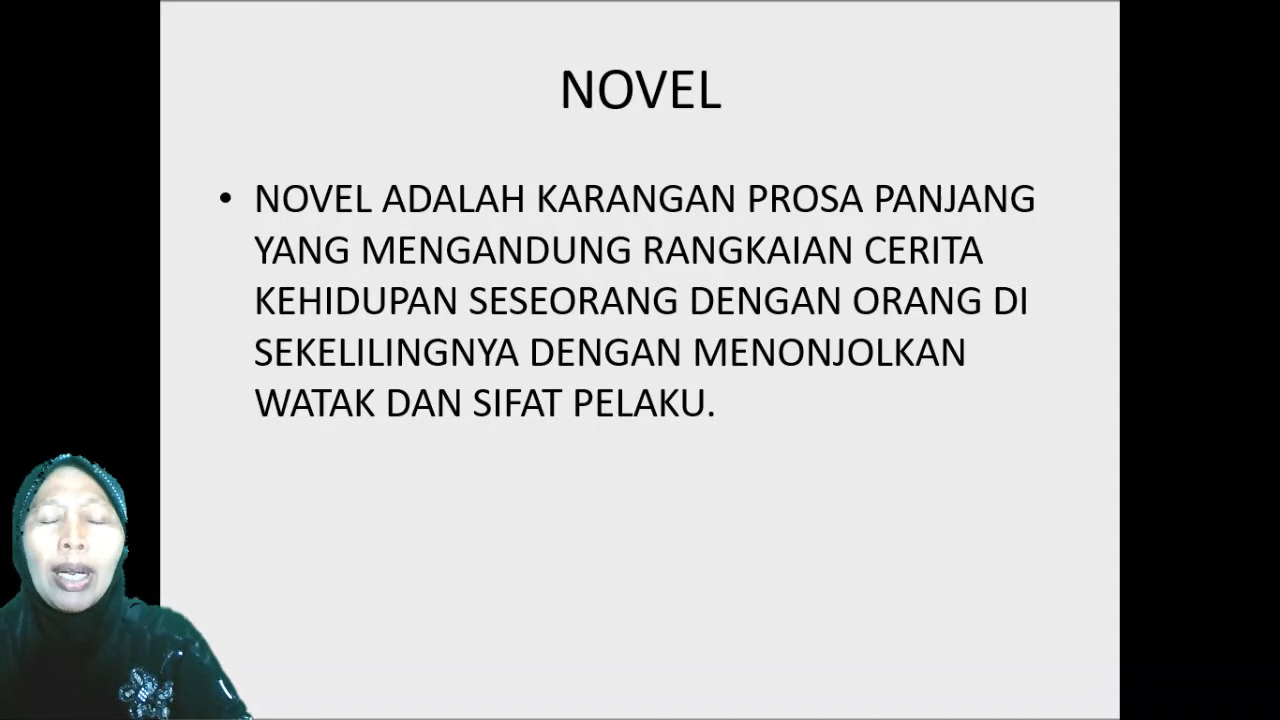 NOVEL
• NOVEL ADALAH KARANGAN PROSA PANJANG
YANG MENGANDUNG RANGKAIAN CERITA
KEHIDUPAN SESEORANG DENGAN ORANG DI
SEKELILINGNYA DENGAN MENONJOLKAN
WATAK DAN SIFAT PELAKU.